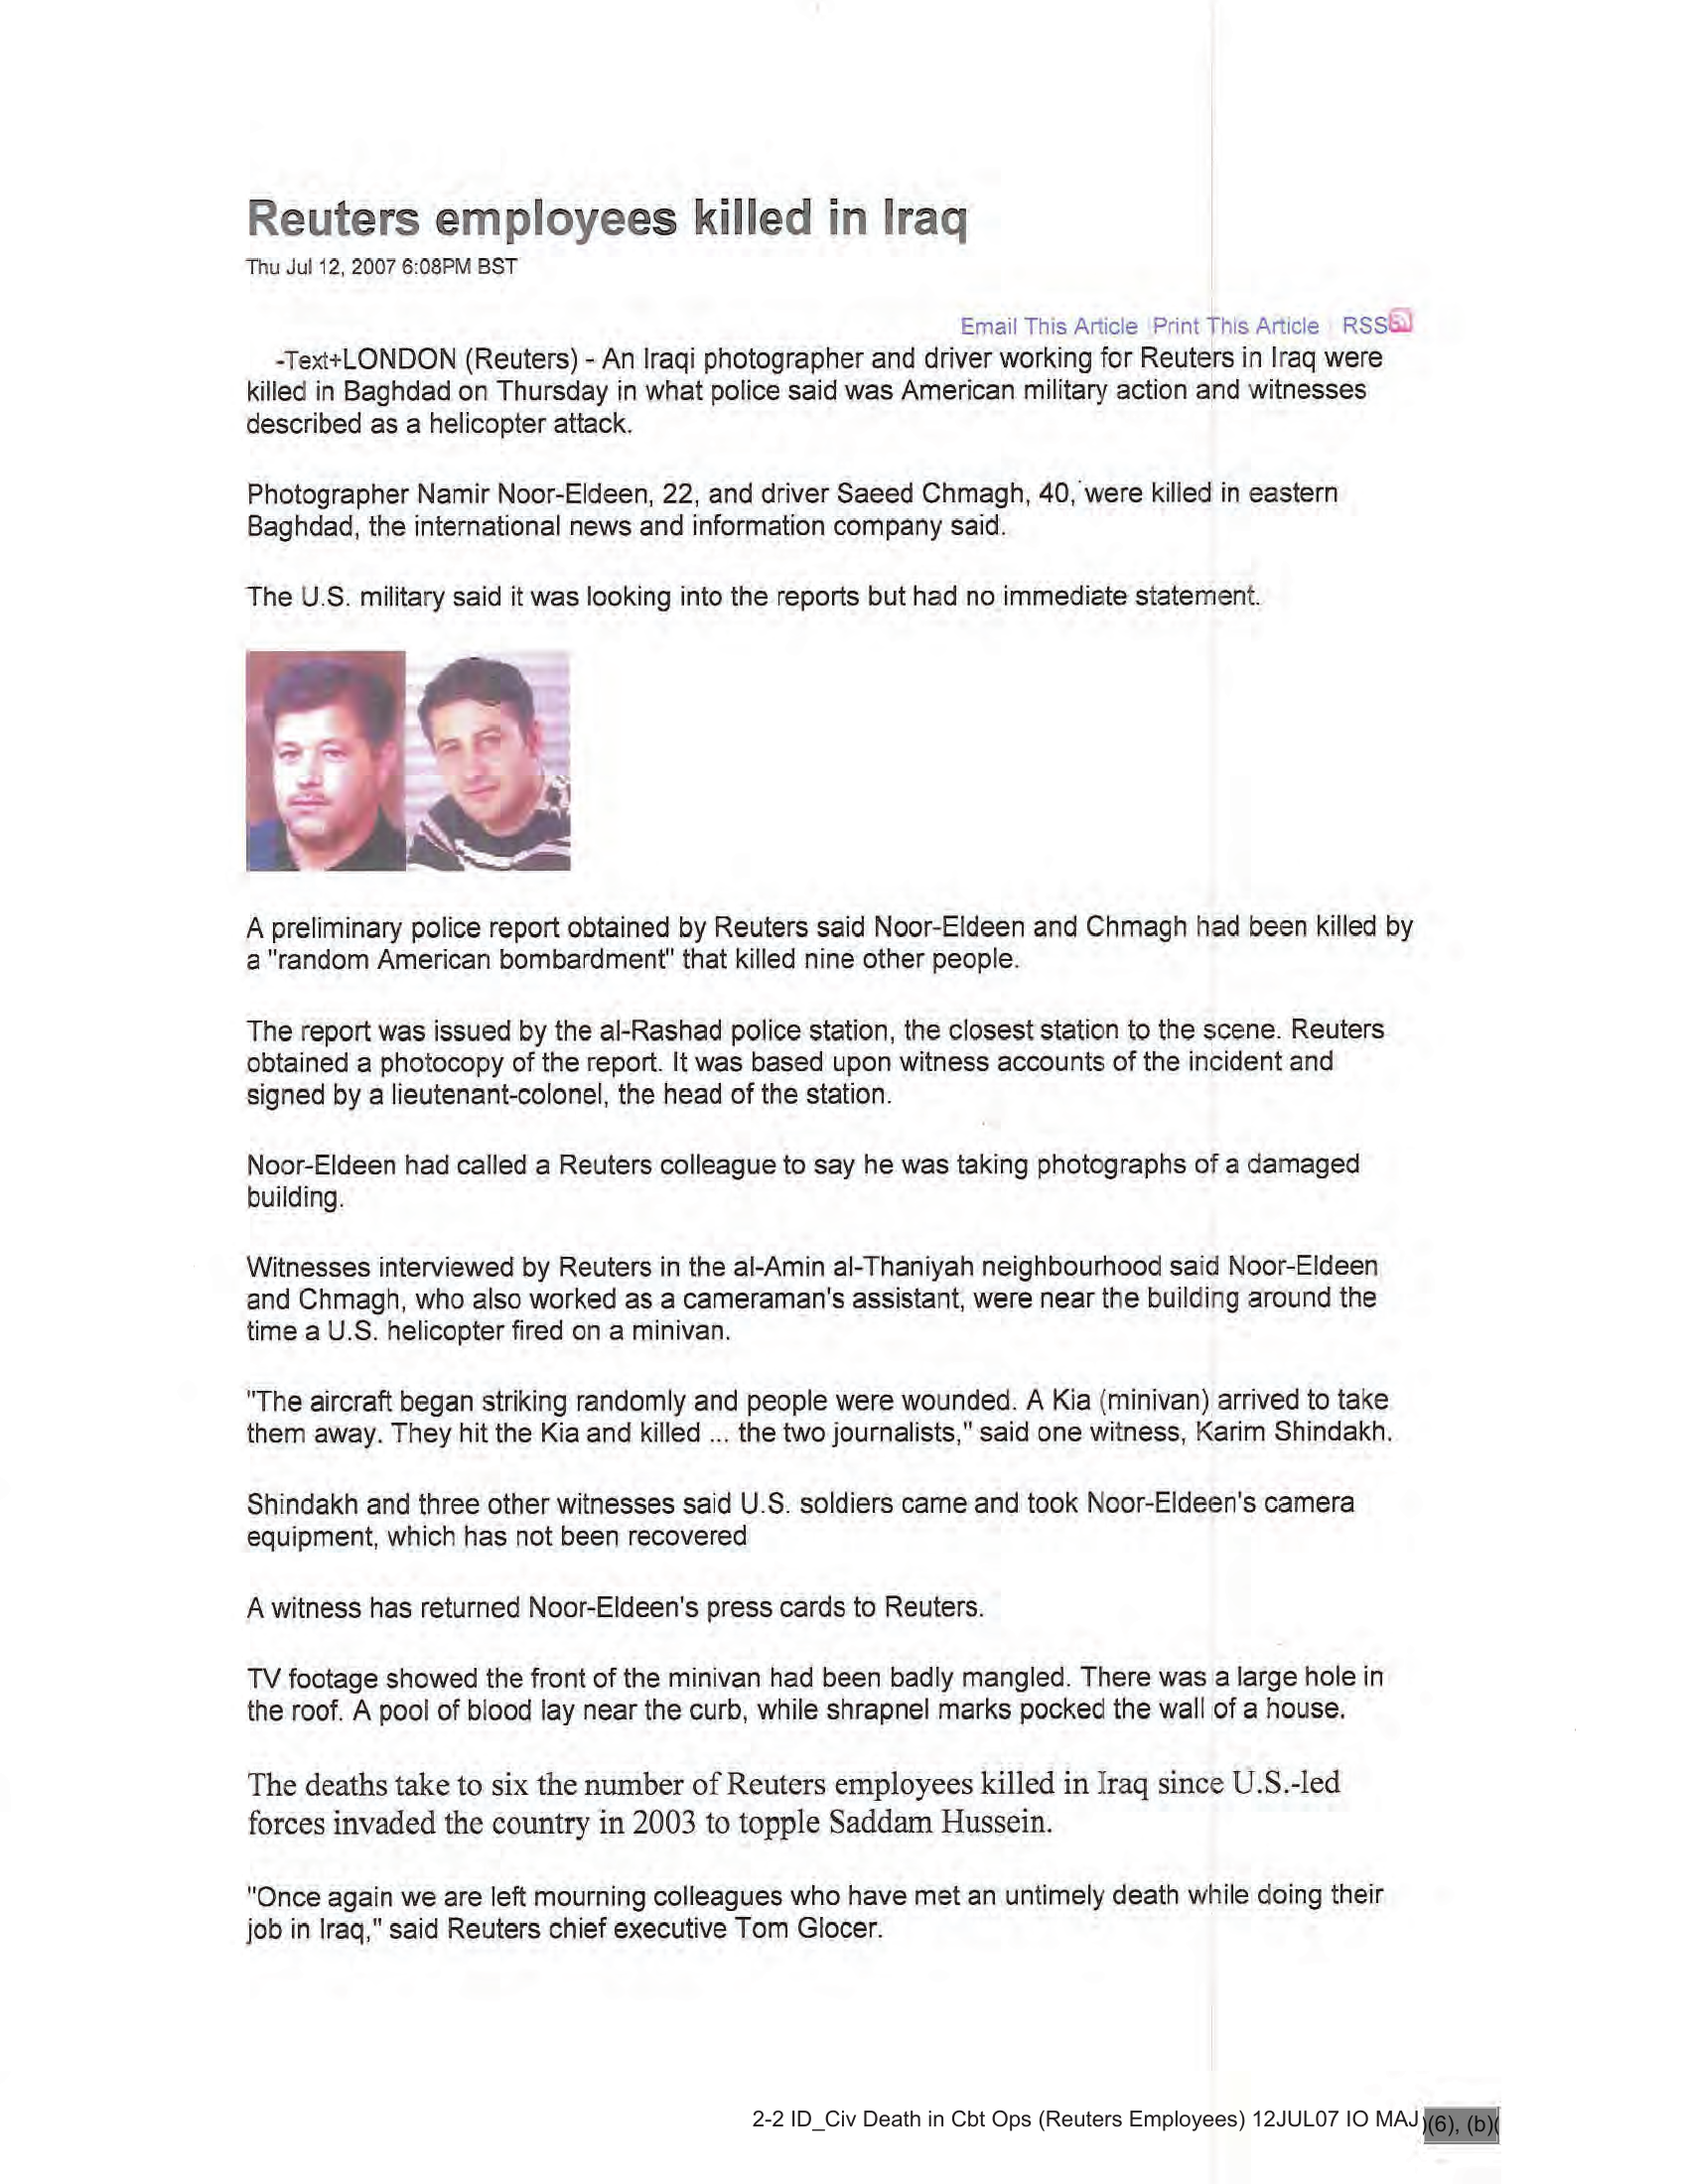 Reuters employees killed in Iraq
Thu Jul 12, 2007 6:08PM BST
Email This Article Print This Article RSS
-Text+LONDON (Reuters) - An Iraqi photographer and driver working for Reuters in Iraq were
killed in Baghdad on Thursday in what police said was American military action and witnesses
described as a helicopter attack.
Photographer Namir Noor-Eldeen, 22, and driver Saeed Chmagh, 40, were killed in eastern
Baghdad, the international news and information company said.
The U.S. military said it was looking into the reports but had no immediate statement.
A preliminary police report obtained by Reuters said Noor-Eldeen and Chmagh had been killed by
a "random American bombardment" that killed nine other people.
The report was issued by the al-Rashad police station, the closest station to the scene. Reuters
obtained a photocopy of the report. It was based upon witness accounts of the incident and
signed by a lieutenant-colonel, the head of the station.
Noor-Eldeen had called a Reuters colleague to say he was taking photographs of a damaged
building.
Witnesses interviewed by Reuters in the al-Amin al-Thaniyah neighbourhood said Noor-Eldeen
and Chmagh, who also worked as a cameraman's assistant, were near the building around the
time a U.S. helicopter fired on a minivan.
"The aircraft began striking randomly and people were wounded. A Kia (minivan) arrived to take
them away. They hit the Kia and killed ... the two journalists," said one witness, Karim Shindakh.
Shindakh and three other witnesses said U.S. soldiers came and took Noor-Eldeen's camera
equipment, which has not been recovered
A witness has returned Noor-Eldeen's press cards to Reuters.
TV footage showed the front of the minivan had been badly mangled. There was a large hole in
the roof. A pool of blood lay near the curb, while shrapnel marks pocked the wall of a house.
The deaths take to six the number of Reuters employees killed in Iraq since U.S.-led
forces invaded the country in 2003 to topple Saddam Hussein.
"Once again we are left mourning colleagues who have met an untimely death while doing their
job in Iraq," said Reuters chief executive Tom Glocer.
2-2 ID_Civ Death in Cbt Ops (Reuters Employees) 12JUL07 IO MAJ )(6), (b)(